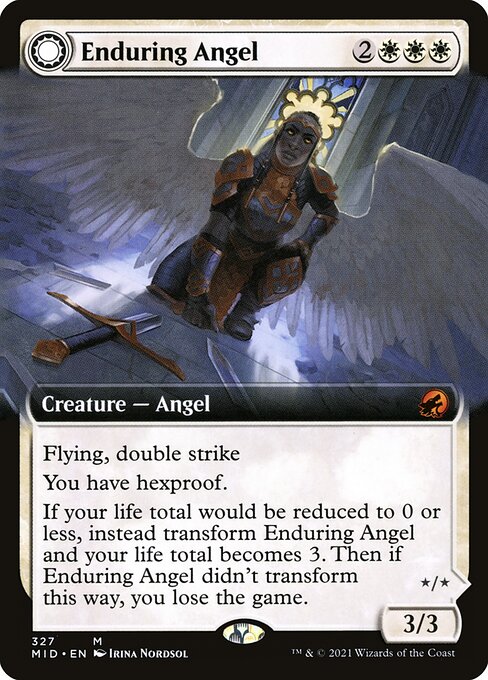 Enduring Angel 2
Creature — Angel
Flying, double strike
You have hexproof.
If your life total would be reduced to 0 or
less, instead transform Enduring Angel
and your life total becomes 3. Then if
Enduring Angel didn't transform
this way, you lose the game.
*/*
3/3
327 M
MID • EN Irina Nordsol
™ & © 2021 Wizards of the Coast